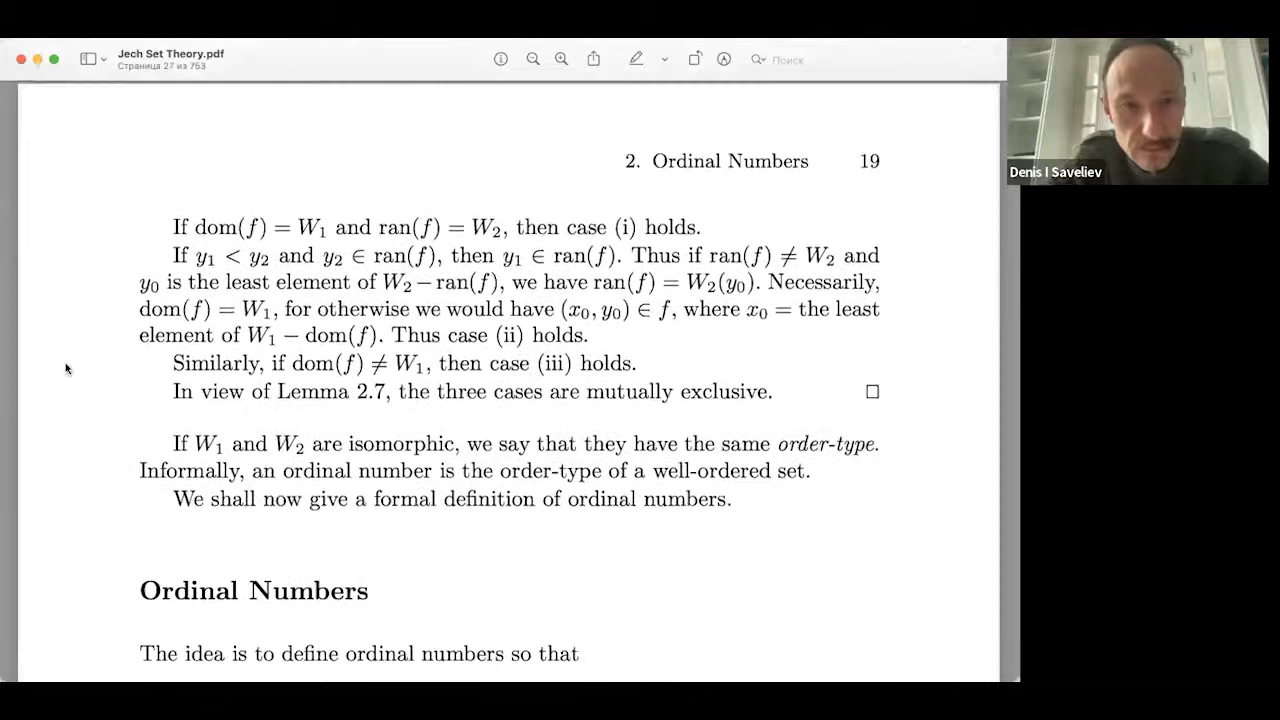 Jech Set Theory.pdf
Страница 27 из 753
Поиск
Denis I Saveliev
2. Ordinal Numbers 19
If dom(f) = W₁ and ran(f) = W₂, then case (i) holds.
If y₁ < y₂ and y₂ ∈ ran(f), then y₁ ∈ ran(f). Thus if ran(f) ≠ W₂ and
y₀ is the least element of W₂ − ran(f), we have ran(f) = W₂(y₀). Necessarily,
dom(f) = W₁, for otherwise we would have (x₀, y₀) ∈ f, where x₀ = the least
element of W₁ − dom(f). Thus case (ii) holds.
Similarly, if dom(f) ≠ W₁, then case (iii) holds.
In view of Lemma 2.7, the three cases are mutually exclusive. □
If W₁ and W₂ are isomorphic, we say that they have the same order-type.
Informally, an ordinal number is the order-type of a well-ordered set.
We shall now give a formal definition of ordinal numbers.
Ordinal Numbers
The idea is to define ordinal numbers so that